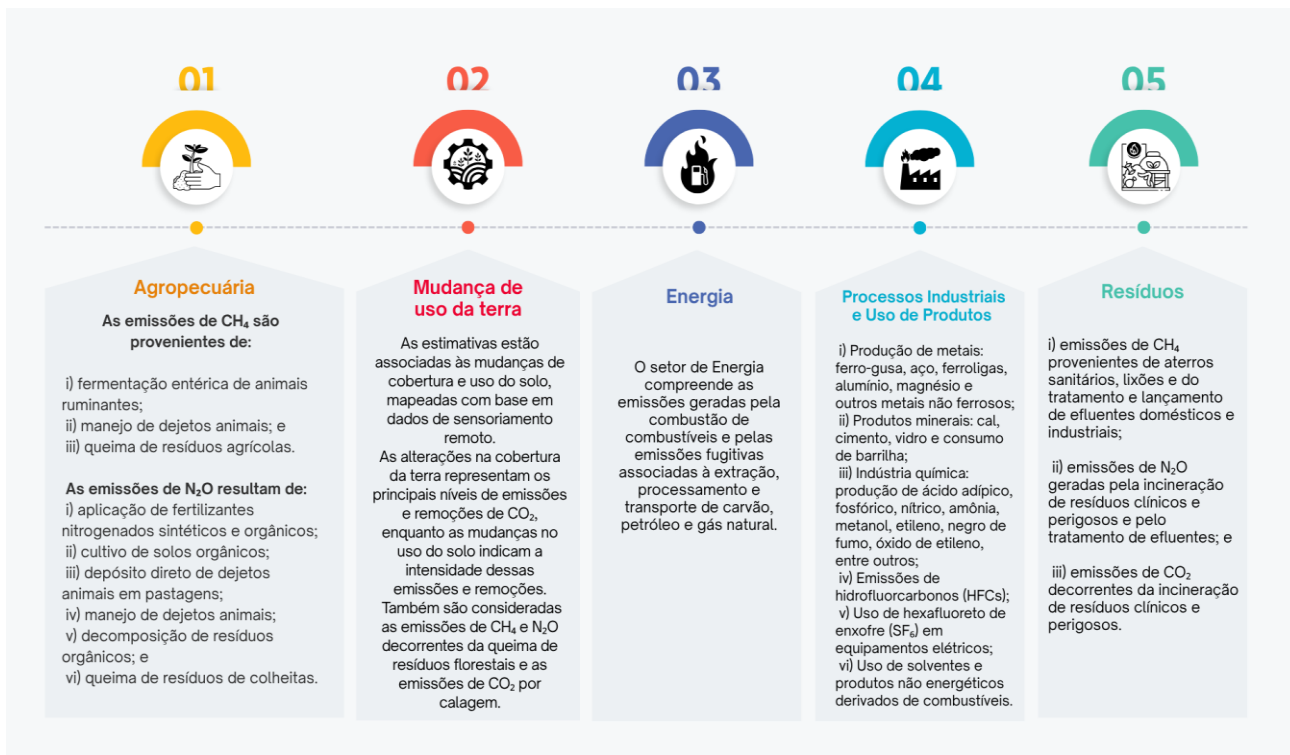 01
Agropecuária
As emissões de CH₄ são
provenientes de:
i) fermentação entérica de animais
ruminantes;
ii) manejo de dejetos animais; e
iii) queima de resíduos agrícolas.
As emissões de N₂O resultam de:
i) aplicação de fertilizantes
nitrogenados sintéticos e orgânicos;
ii) cultivo de solos orgânicos;
iii) depósito direto de dejetos
animais em pastagens;
iv) manejo de dejetos animais;
v) decomposição de resíduos
orgânicos; e
vi) queima de resíduos de colheitas.
02
Mudança de
uso da terra
As estimativas estão
associadas às mudanças de
cobertura e uso do solo,
mapeadas com base em
dados de sensoriamento
remoto.
As alterações na cobertura
da terra representam os
principais níveis de emissões
e remoções de CO₂,
enquanto as mudanças no
uso do solo indicam a
intensidade dessas
emissões e remoções.
Também são consideradas
as emissões de CH₄ e N₂O
decorrentes da queima de
resíduos florestais e as
emissões de CO₂ por
calagem.
03
Energia
O setor de Energia
compreende as
emissões geradas pela
combustão de
combustíveis e pelas
emissões fugitivas
associadas à extração,
processamento e
transporte de carvão,
petróleo e gás natural.
04
Processos Industriais
e Uso de Produtos
i) Produção de metais:
ferro-gusa, aço, ferroligas,
alumínio, magnésio e
outros metais não ferrosos;
ii) Produtos minerais: cal,
cimento, vidro e consumo
de barrilha;
iii) Indústria química:
produção de ácido adípico,
fosfórico, nítrico, amônia,
metanol, etileno, negro de
fumo, óxido de etileno,
entre outros;
iv) Emissões de
hidrofluorcarbonos (HFCs);
v) Uso de hexafluoreto de
enxofre (SF₆) em
equipamentos elétricos;
vi) Uso de solventes e
produtos não energéticos
derivados de combustíveis.
05
Resíduos
i) emissões de CH₄
provenientes de aterros
sanitários, lixões e do
tratamento e lançamento
de efluentes domésticos e
industriais;
ii) emissões de N₂O
geradas pela incineração
de resíduos clínicos e
perigosos e pelo
tratamento de efluentes; e
iii) emissões de CO₂
decorrentes da incineração
de resíduos clínicos e
perigosos.